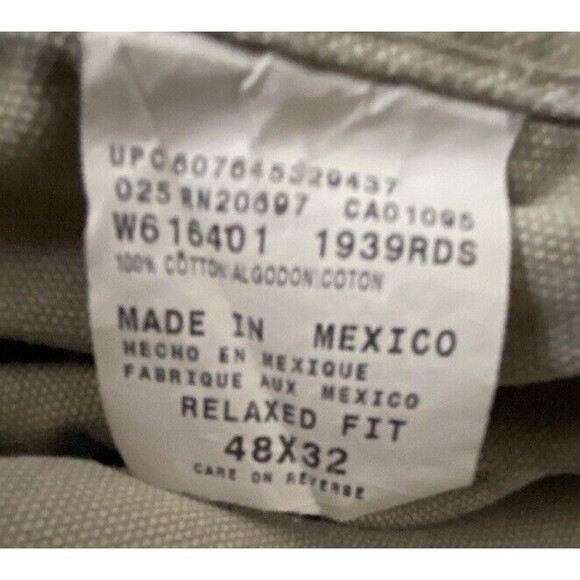 UPC607645329437
025 RN20697 CA01095
W616401 1939RDS
100% COTTON|ALGODON|COTON
MADE IN MEXICO
HECHO EN MEXIQUE
FABRIQUE AUX MEXICO
RELAXED FIT
48X32
CARE ON REVERSE